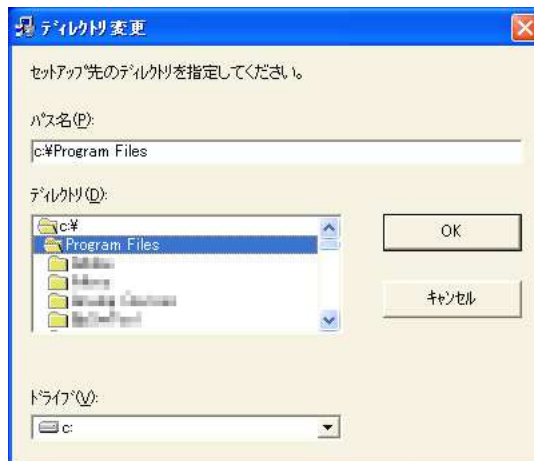 ﾃﾞｨﾚｸﾄﾘ変更
ｾｯﾄｱｯﾌﾟ先のﾃﾞｨﾚｸﾄﾘを指定してください。
ﾊﾟｽ名(P):
c:¥Program Files
ﾃﾞｨﾚｸﾄﾘ(D):
c:¥
Program Files
OK
ｷｬﾝｾﾙ
ﾄﾞﾗｲﾌﾞ(V):
c: